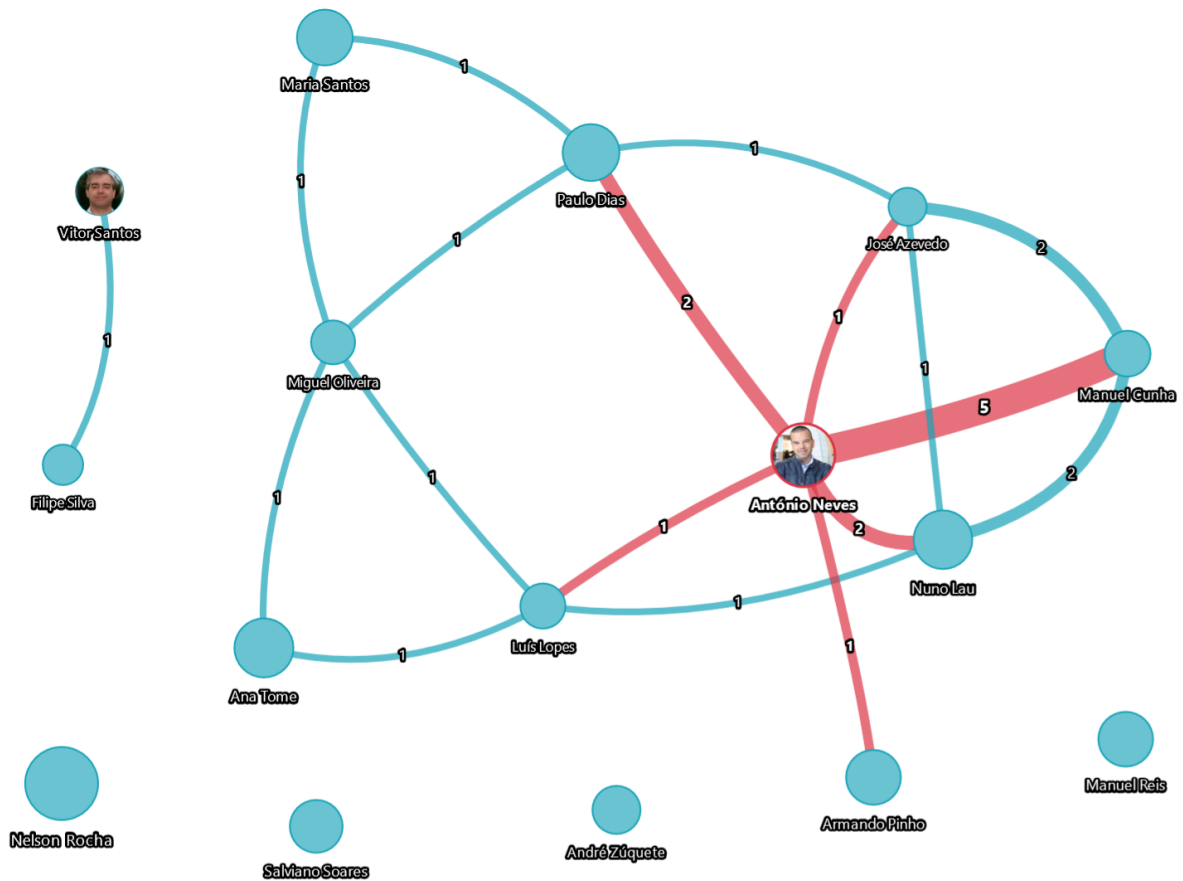 1
Maria Santos
1
1
Paulo Dias
Vitor Santos
1
José Azevedo
2
1
2
1
1
1
Miguel Oliveira
1
Manuel Cunha
5
1
1
2
Filipe Silva
António Neves
1
2
Nuno Lau
1
Luís Lopes
1
1
Ana Tome
Manuel Reis
Armando Pinho
Nelson Rocha
André Zúquete
Salviano Soares